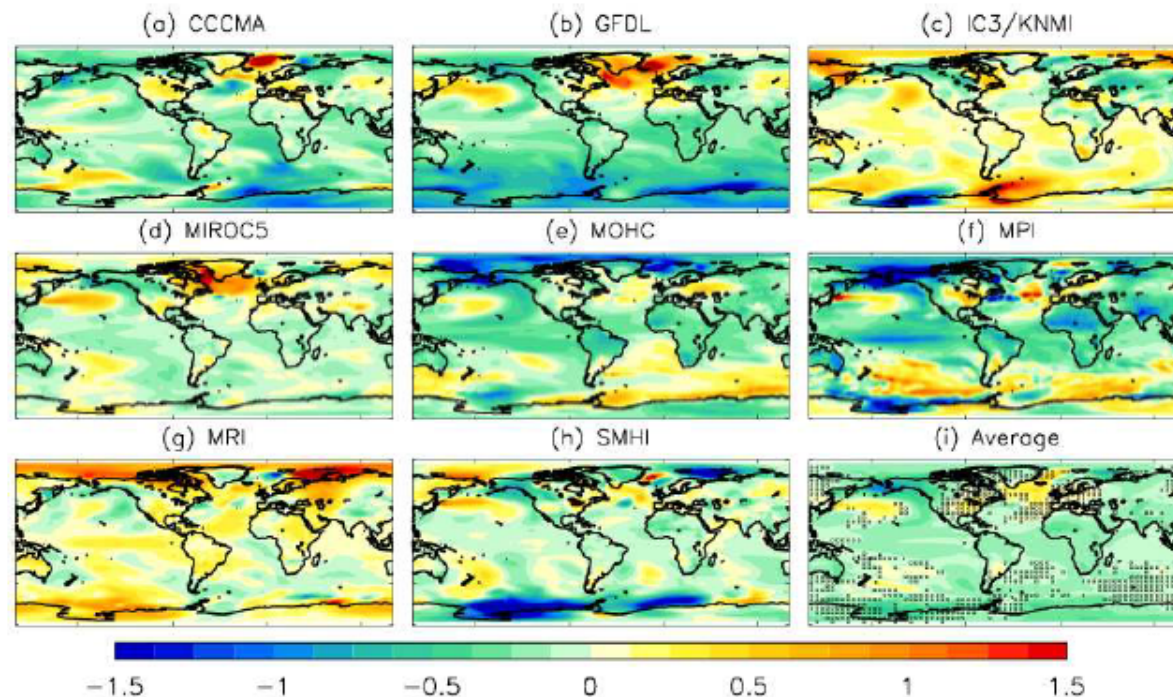 (a) CCCMA (b) GFDL (c) IC3/KNMI
(d) MIROC5 (e) MOHC (f) MPI
(g) MRI (h) SMHI (i) Average
−1.5 −1 −0.5 0 0.5 1 1.5